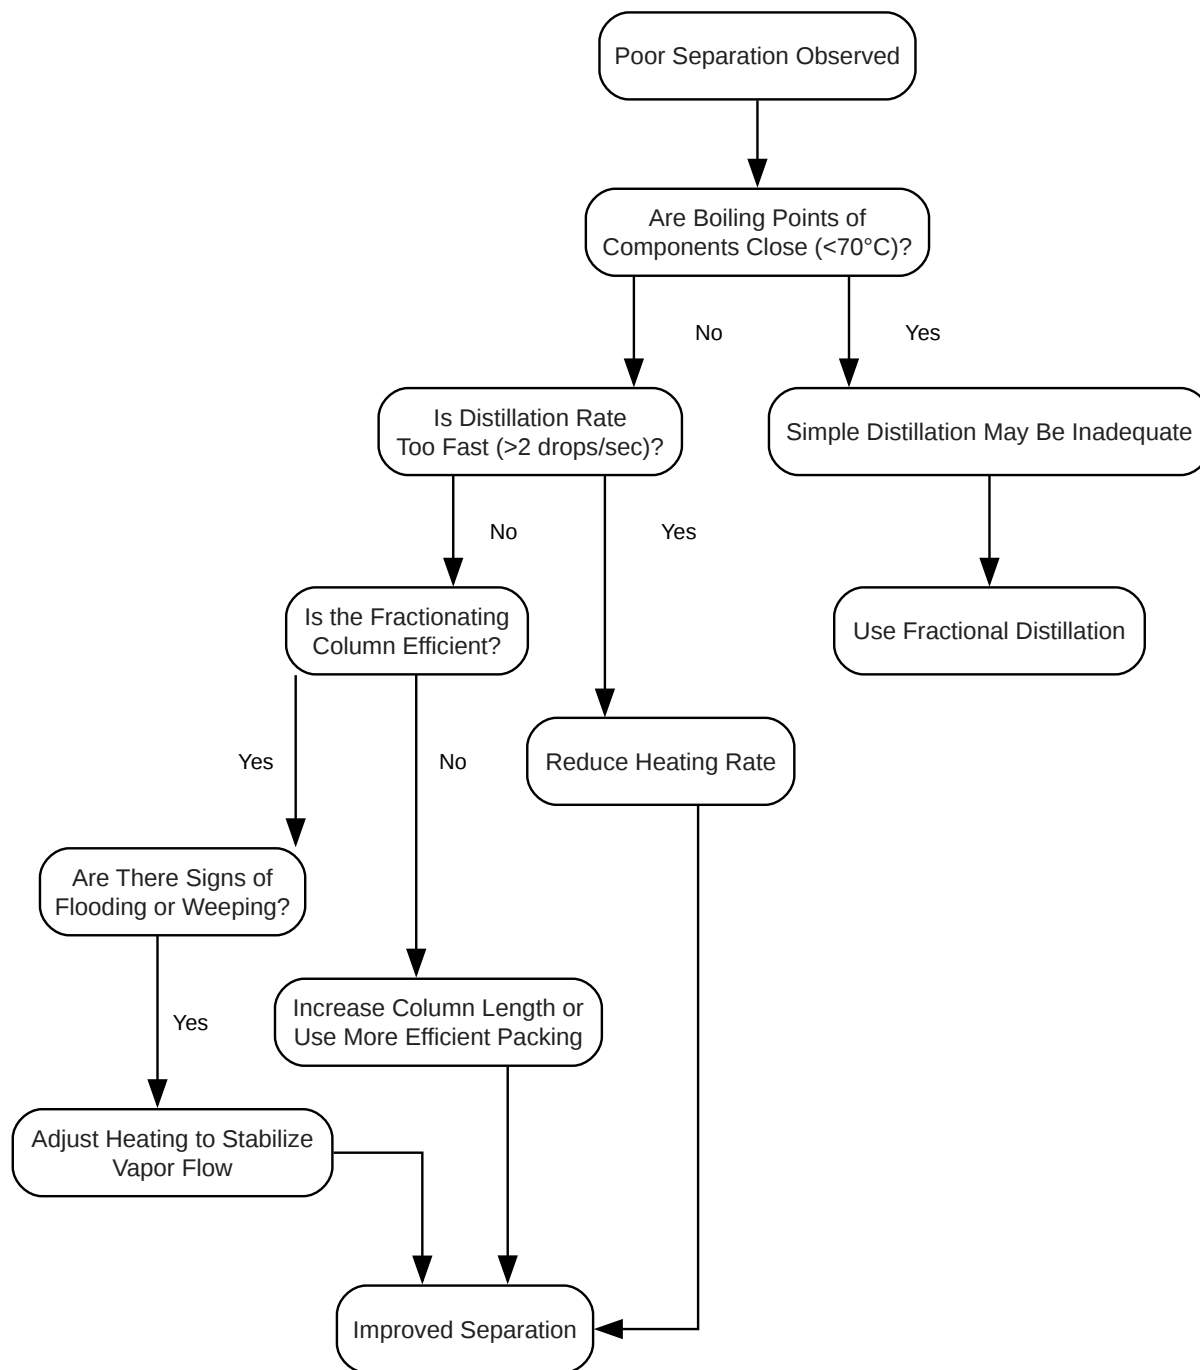 Poor Separation Observed
Are Boiling Points of
Components Close (<70°C)?
No
Yes
Is Distillation Rate
Too Fast (>2 drops/sec)?
Simple Distillation May Be Inadequate
No
Yes
Is the Fractionating
Column Efficient?
Use Fractional Distillation
Yes
No
Reduce Heating Rate
Are There Signs of
Flooding or Weeping?
Yes
Increase Column Length or
Use More Efficient Packing
Adjust Heating to Stabilize
Vapor Flow
Improved Separation